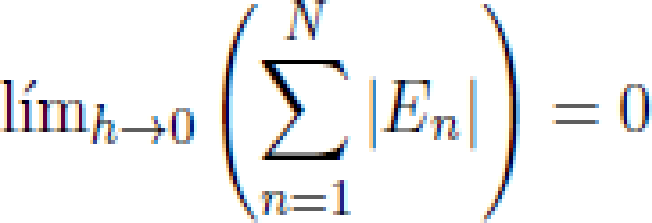 lím_{h→0} ( ∑_{n=1}^{N} |E_n| ) = 0